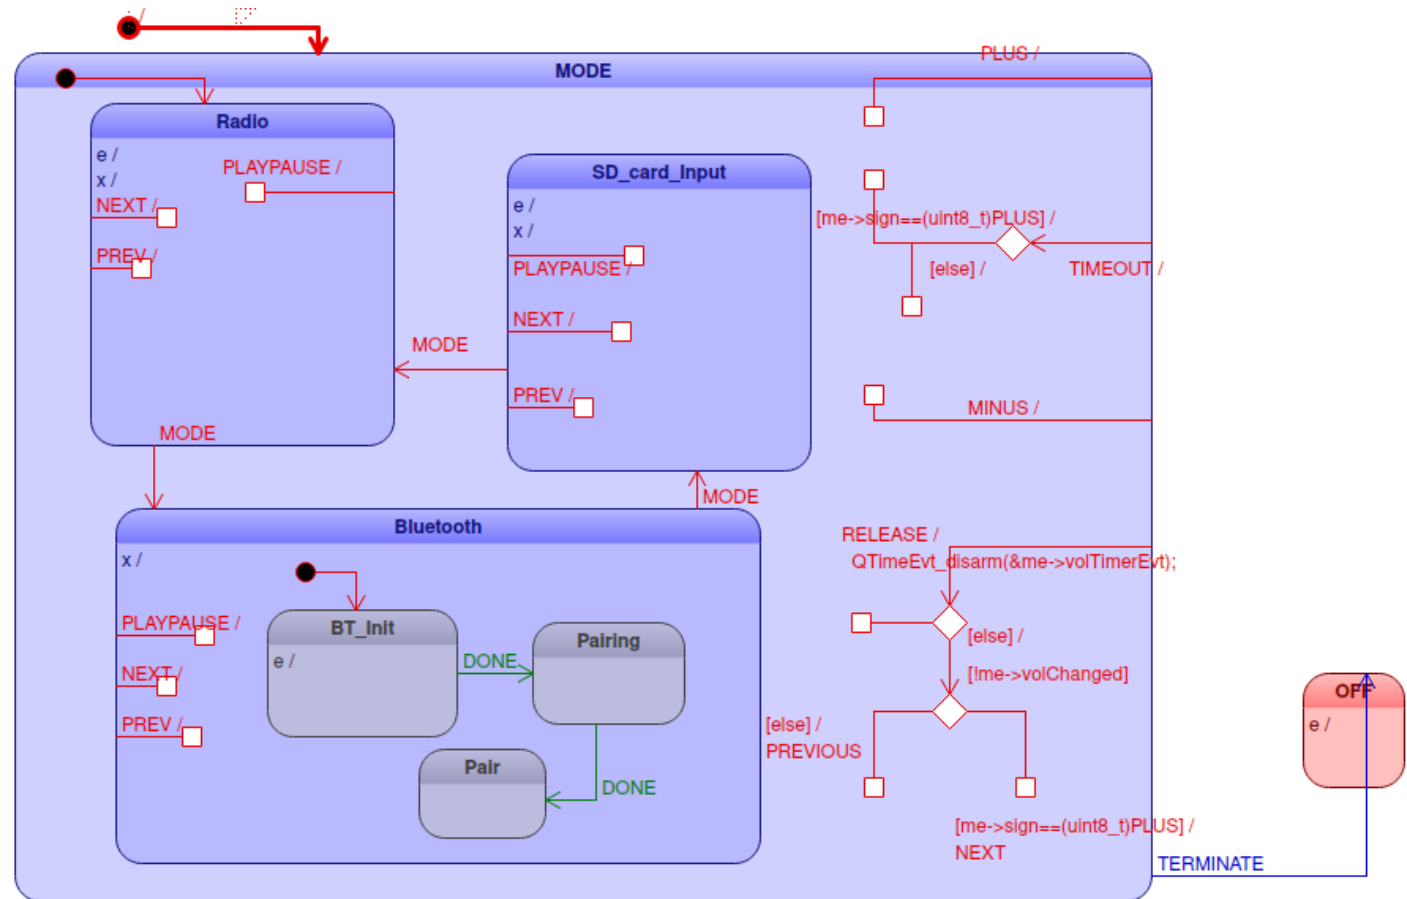 /
PLUS /
MODE
Radio
e /
x /
PLAYPAUSE /
NEXT /
PREV /
SD_card_Input
e /
x /
PLAYPAUSE /
NEXT /
PREV /
[me->sign==(uint8_t)PLUS] /
[else] /
TIMEOUT /
MODE
MINUS /
MODE
MODE
Bluetooth
x /
PLAYPAUSE /
NEXT /
PREV /
BT_Init
e /
DONE
Pairing
Pair
DONE
RELEASE /
QTimeEvt_disarm(&me->volTimerEvt);
[else] /
[!me->volChanged]
[else] /
PREVIOUS
[me->sign==(uint8_t)PLUS] /
NEXT
OFF
e /
TERMINATE